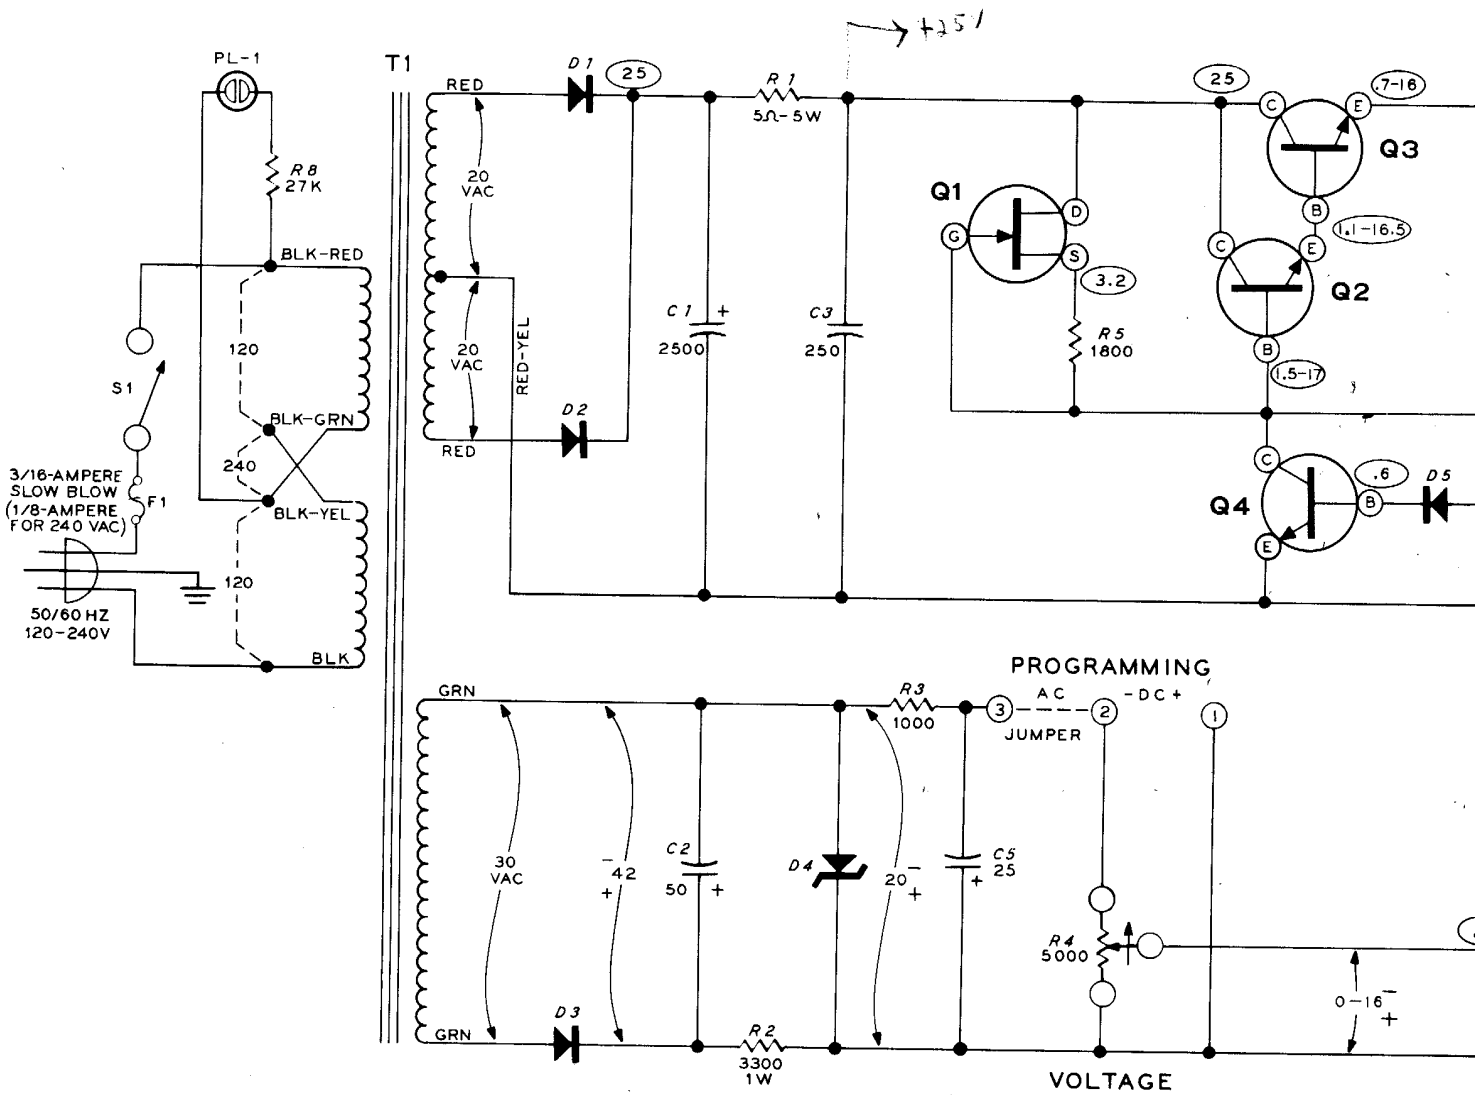 +25V
PL-1
T1
RED
D1
25
R1
5Ω-5W
25
.7-16
C
E
Q3
B
1.1-16.5
R8
27K
20
VAC
Q1
D
G
S
3.2
C
E
Q2
B
1.5-17
BLK-RED
120
S1
20
VAC
RED-YEL
C1
+
2500
C3
250
R5
1800
BLK-GRN
240
BLK-YEL
D2
RED
3/16-AMPERE
SLOW BLOW
(1/8-AMPERE
FOR 240 VAC)
F1
C
.6
D5
Q4
B
E
120
50/60 HZ
120-240V
BLK
PROGRAMMING
GRN
R3
1000
3
AC
2
-DC+
1
JUMPER
30
VAC
-
42
+
C2
50
+
D4
-
20
+
C5
25
+
R4
5000
0-16
-
+
GRN
D3
R2
3300
1W
VOLTAGE